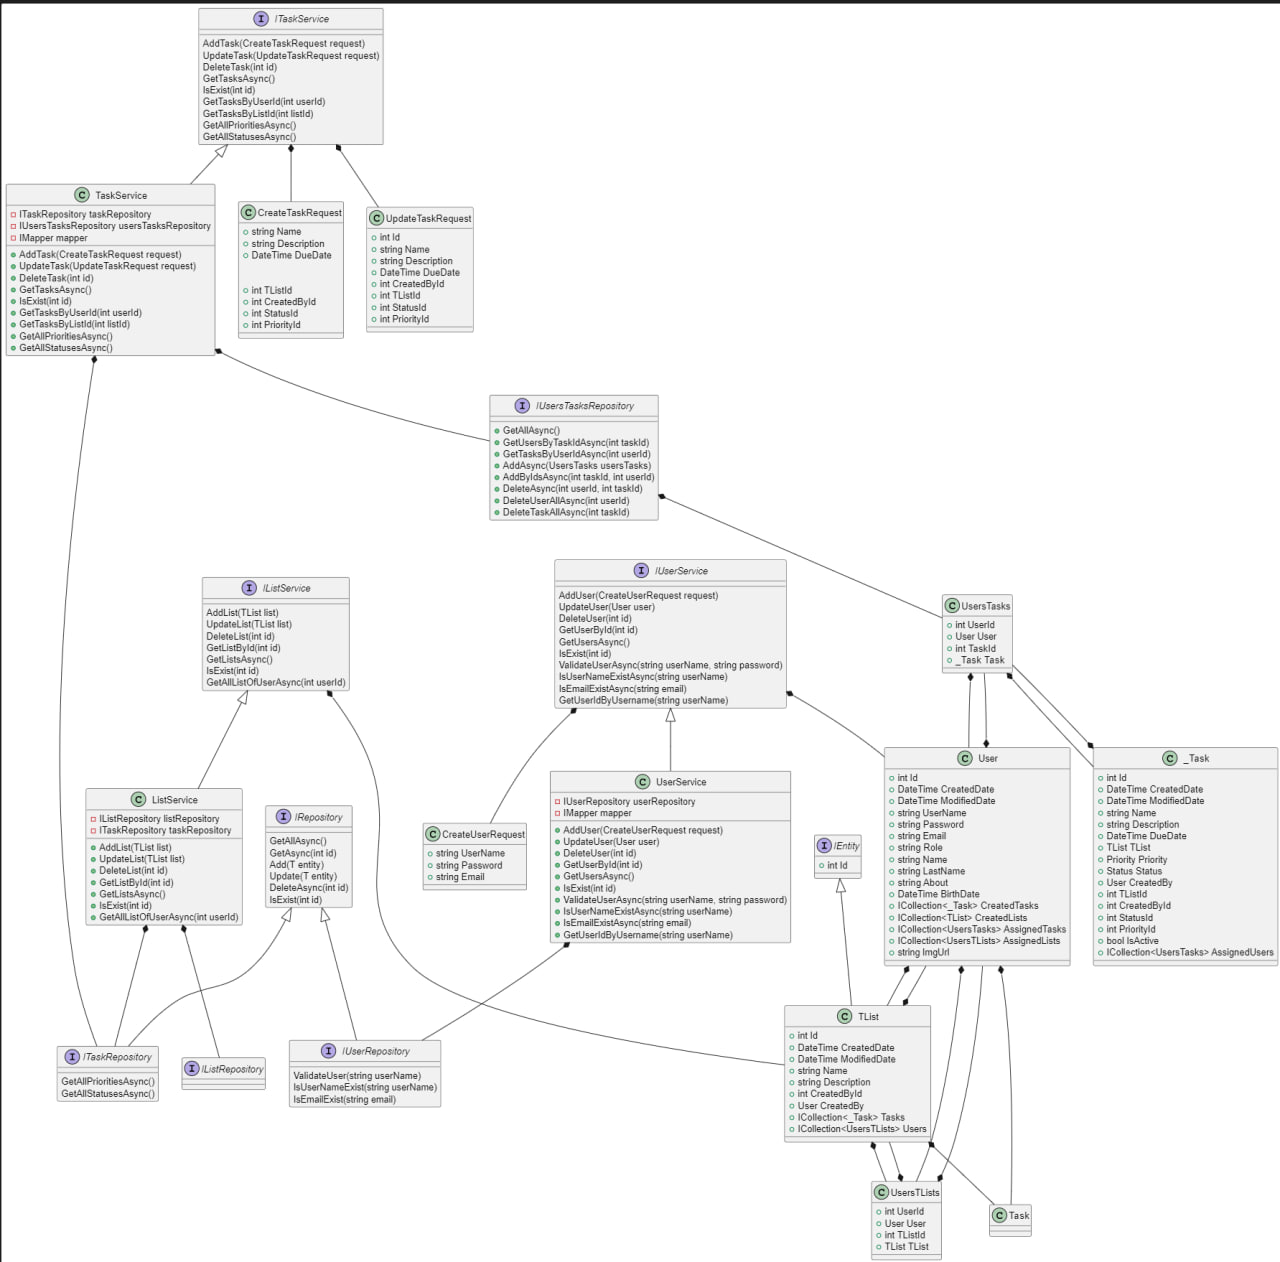 I ITaskService
AddTask(CreateTaskRequest request)
UpdateTask(UpdateTaskRequest request)
DeleteTask(int id)
GetTasksAsync()
IsExist(int id)
GetTasksByUserId(int userId)
GetTasksByListId(int listId)
GetAllPrioritiesAsync()
GetAllStatusesAsync()
C TaskService
ITaskRepository taskRepository
IUsersTasksRepository usersTasksRepository
IMapper mapper
AddTask(CreateTaskRequest request)
UpdateTask(UpdateTaskRequest request)
DeleteTask(int id)
GetTasksAsync()
IsExist(int id)
GetTasksByUserId(int userId)
GetTasksByListId(int listId)
GetAllPrioritiesAsync()
GetAllStatusesAsync()
C CreateTaskRequest
string Name
string Description
DateTime DueDate
int TListId
int CreatedById
int StatusId
int PriorityId
C UpdateTaskRequest
int Id
string Name
string Description
DateTime DueDate
int CreatedById
int TListId
int StatusId
int PriorityId
I IUsersTasksRepository
GetAllAsync()
GetUsersByTaskIdAsync(int taskId)
GetTasksByUserIdAsync(int userId)
AddAsync(UsersTasks usersTasks)
AddByIdsAsync(int taskId, int userId)
DeleteAsync(int userId, int taskId)
DeleteUserAllAsync(int userId)
DeleteTaskAllAsync(int taskId)
I IListService
AddList(TList list)
UpdateList(TList list)
DeleteList(int id)
GetListById(int id)
GetListsAsync()
IsExist(int id)
GetAllListOfUserAsync(int userId)
I IUserService
AddUser(CreateUserRequest request)
UpdateUser(User user)
DeleteUser(int id)
GetUserById(int id)
GetUsersAsync()
IsExist(int id)
ValidateUserAsync(string userName, string password)
IsUserNameExistAsync(string userName)
IsEmailExistAsync(string email)
GetUserIdByUsername(string userName)
C UsersTasks
int UserId
User User
int TaskId
_Task Task
C ListService
IListRepository listRepository
ITaskRepository taskRepository
AddList(TList list)
UpdateList(TList list)
DeleteList(int id)
GetListById(int id)
GetListsAsync()
IsExist(int id)
GetAllListOfUserAsync(int userId)
I IRepository
GetAllAsync()
GetAsync(int id)
Add(T entity)
Update(T entity)
DeleteAsync(int id)
IsExist(int id)
C CreateUserRequest
string UserName
string Password
string Email
C UserService
IUserRepository userRepository
IMapper mapper
AddUser(CreateUserRequest request)
UpdateUser(User user)
DeleteUser(int id)
GetUserById(int id)
GetUsersAsync()
IsExist(int id)
ValidateUserAsync(string userName, string password)
IsUserNameExistAsync(string userName)
IsEmailExistAsync(string email)
GetUserIdByUsername(string userName)
I IEntity
int Id
C User
int Id
DateTime CreatedDate
DateTime ModifiedDate
string UserName
string Password
string Email
string Role
string Name
string LastName
string About
DateTime BirthDate
ICollection<_Task> CreatedTasks
ICollection<TList> CreatedLists
ICollection<UsersTasks> AssignedTasks
ICollection<UsersTLists> AssignedLists
string ImgUrl
C _Task
int Id
DateTime CreatedDate
DateTime ModifiedDate
string Name
string Description
DateTime DueDate
TList TList
Priority Priority
Status Status
User CreatedBy
int TListId
int CreatedById
int StatusId
int PriorityId
bool IsActive
ICollection<UsersTasks> AssignedUsers
I ITaskRepository
GetAllPrioritiesAsync()
GetAllStatusesAsync()
I IListRepository
I IUserRepository
ValidateUser(string userName)
IsUserNameExist(string userName)
IsEmailExist(string email)
C TList
int Id
DateTime CreatedDate
DateTime ModifiedDate
string Name
string Description
int CreatedById
User CreatedBy
ICollection<_Task> Tasks
ICollection<UsersTLists> Users
C UsersTLists
int UserId
User User
int TListId
TList TList
C Task